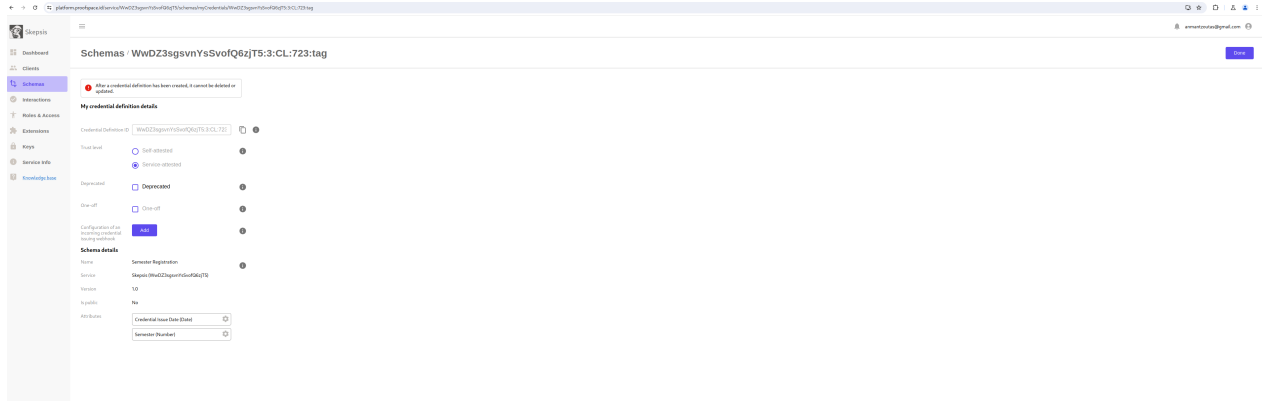 platform.proofspace.id/service/WwDZ3sgsvnYsSvofQ6zjT5/schemas/myCredentials/WwDZ3sgsvnYsSvofQ6zjT5:3:CL:723:tag
Skepsis
anmantzoutas@gmail.com
Dashboard
Clients
Schemas
Interactions
Roles & Access
Extensions
Keys
Service Info
Knowledge base
Schemas / WwDZ3sgsvnYsSvofQ6zjT5:3:CL:723:tag
Done
After a credential definition has been created, it cannot be deleted or
updated.
My credential definition details
Credential Definition ID WwDZ3sgsvnYsSvofQ6zjT5:3:CL:723
Trust level
Self-attested
Service-attested
Deprecated
Deprecated
One-off
One-off
Configuration of an
incoming credential
issuing webhook
Add
Schema details
Name Semester Registration
Service Skepsis (WwDZ3sgsvnYsSvofQ6zjT5)
Version 1.0
Is public No
Attributes
Credential Issue Date (Date)
Semester (Number)